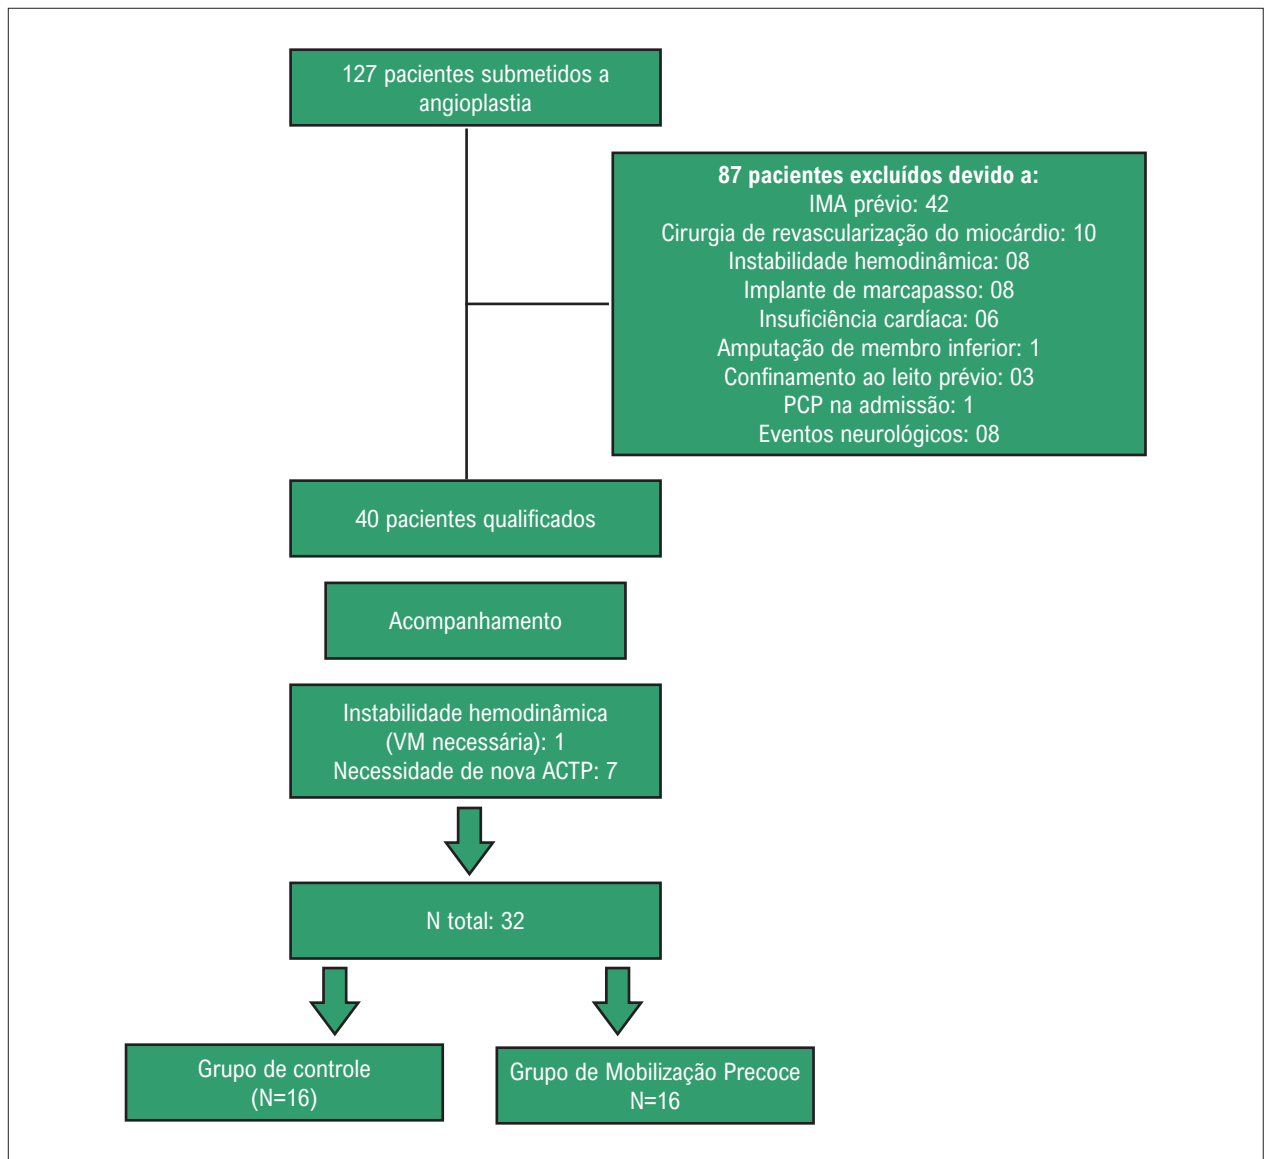 127 pacientes submetidos a
angioplastia
87 pacientes excluídos devido a:
IMA prévio: 42
Cirurgia de revascularização do miocárdio: 10
Instabilidade hemodinâmica: 08
Implante de marcapasso: 08
Insuficiência cardíaca: 06
Amputação de membro inferior: 1
Confinamento ao leito prévio: 03
PCP na admissão: 1
Eventos neurológicos: 08
40 pacientes qualificados
Acompanhamento
Instabilidade hemodinâmica
(VM necessária): 1
Necessidade de nova ACTP: 7
N total: 32
Grupo de controle
(N=16)
Grupo de Mobilização Precoce
N=16